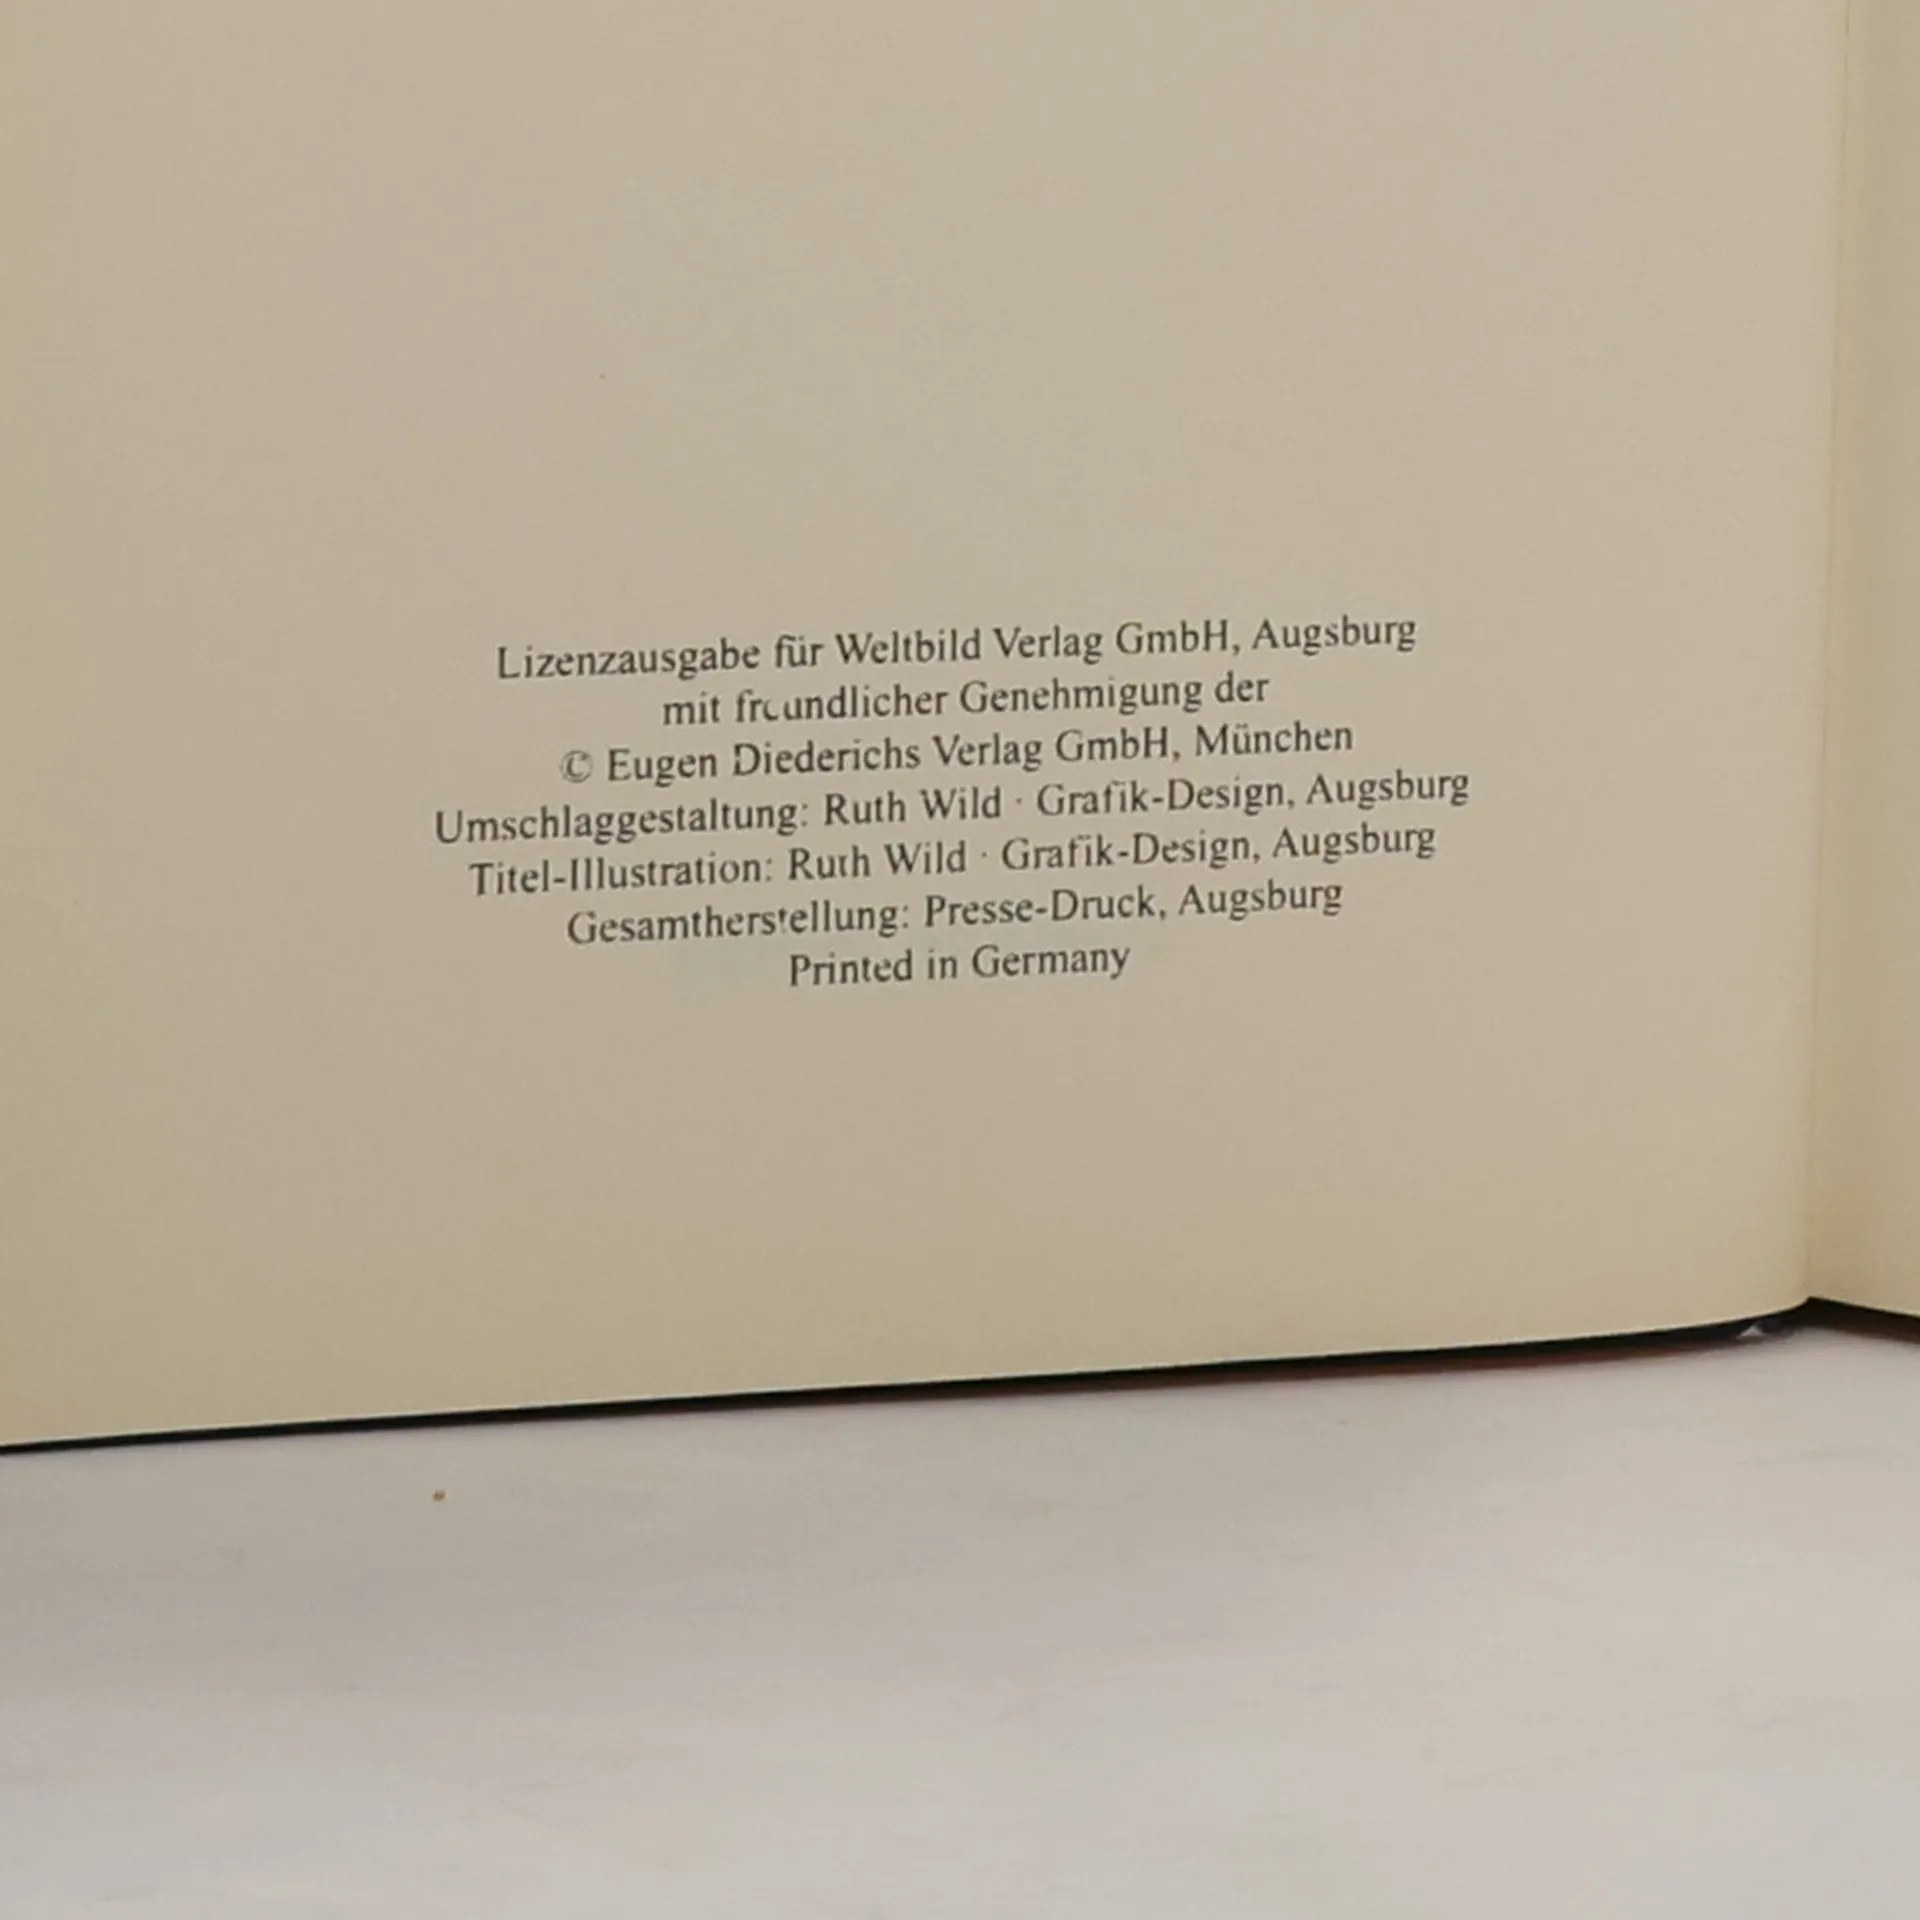 Lizenzausgabe für Weltbild Verlag GmbH, Augsburg
mit freundlicher Genehmigung der
© Eugen Diederichs Verlag GmbH, München
Umschlaggestaltung: Ruth Wild · Grafik-Design, Augsburg
Titel-Illustration: Ruth Wild · Grafik-Design, Augsburg
Gesamtherstellung: Presse-Druck, Augsburg
Printed in Germany